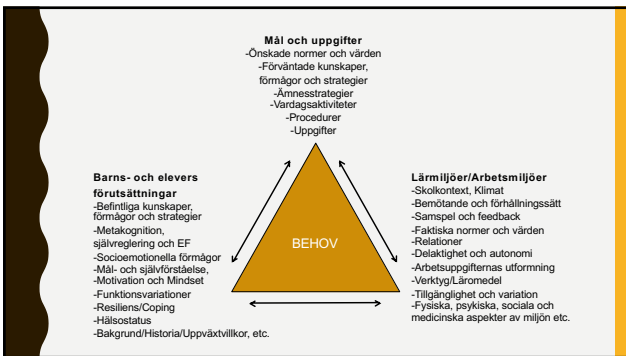 Mål och uppgifter
-Önskade normer och värden
-Förväntade kunskaper,
förmågor och strategier
-Ämnesstrategier
-Vardagsaktiviteter
-Procedurer
-Uppgifter
Barns- och elevers
förutsättningar
-Befintliga kunskaper,
förmågor och strategier
-Metakognition,
självreglering och EF
-Socioemotionella förmågor
-Mål- och självförståelse,
-Motivation och Mindset
-Funktionsvariationer
-Resiliens/Coping
-Hälsostatus
-Bakgrund/Historia/Uppväxtvillkor, etc.
BEHOV
Lärmiljöer/Arbetsmiljöer
-Skolkontext, Klimat
-Bemötande och förhållningssätt
-Samspel och feedback
-Faktiska normer och värden
-Relationer
-Delaktighet och autonomi
-Arbetsuppgifternas utformning
-Verktyg/Läromedel
-Tillgänglighet och variation
-Fysiska, psykiska, sociala och
medicinska aspekter av miljön etc.